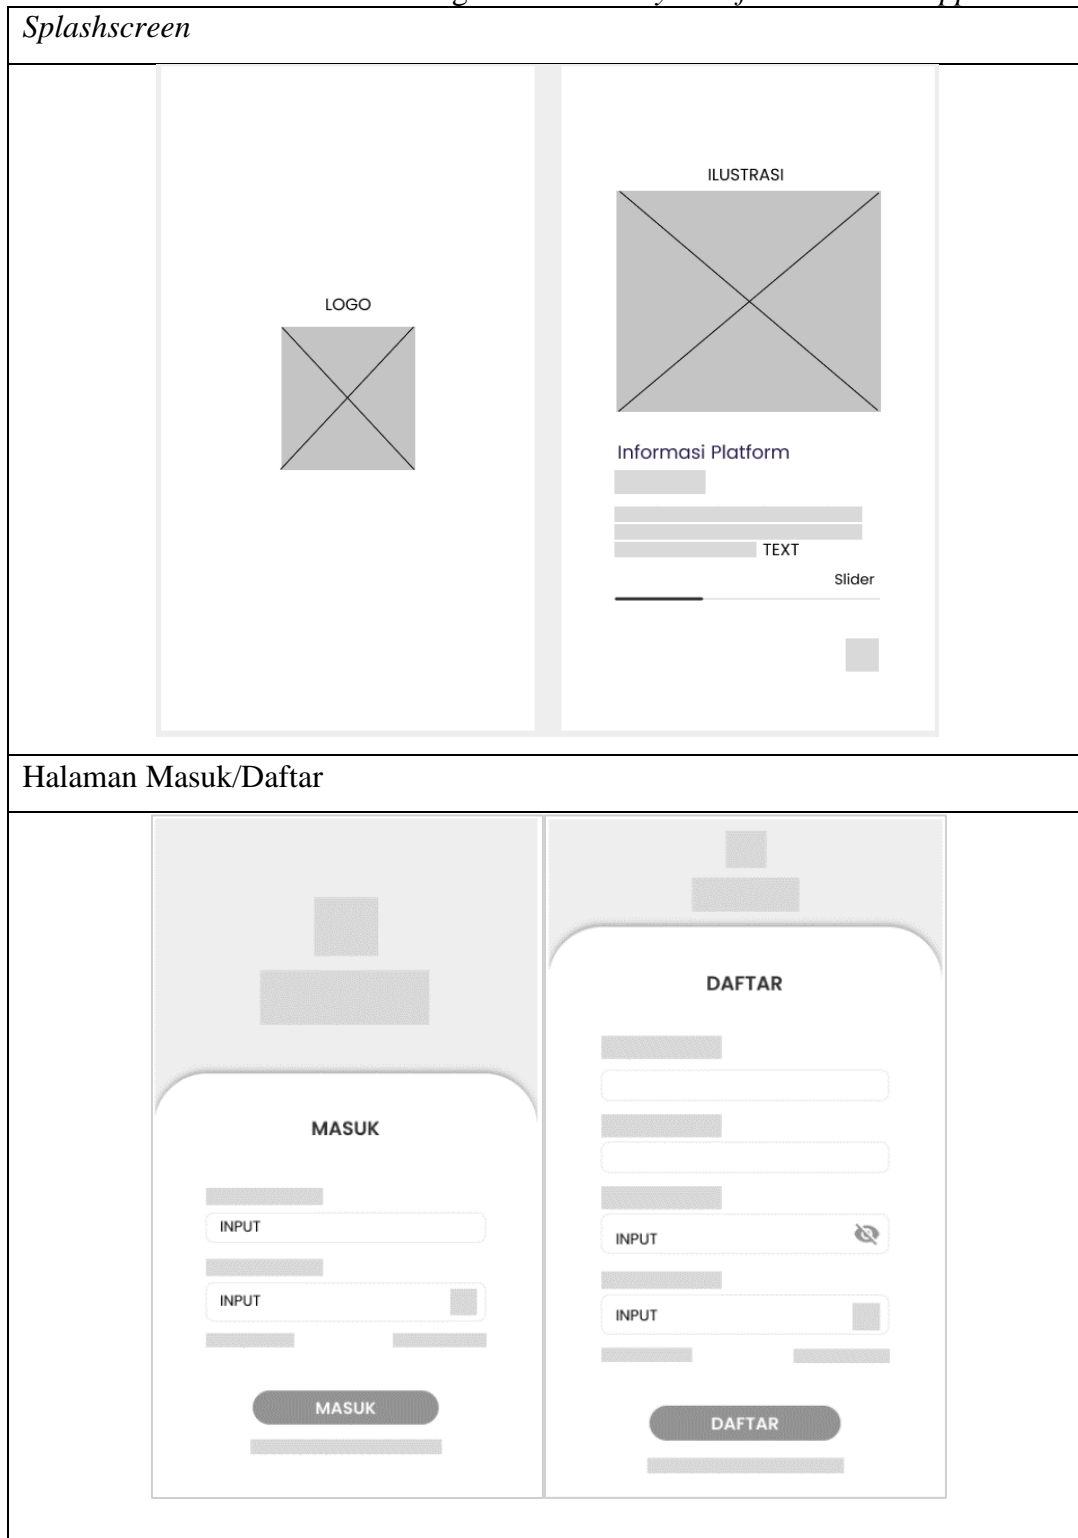 Splashscreen
ILUSTRASI
LOGO
Informasi Platform
TEXT
Slider
Halaman Masuk/Daftar
MASUK
INPUT
INPUT
MASUK
DAFTAR
INPUT
INPUT
DAFTAR